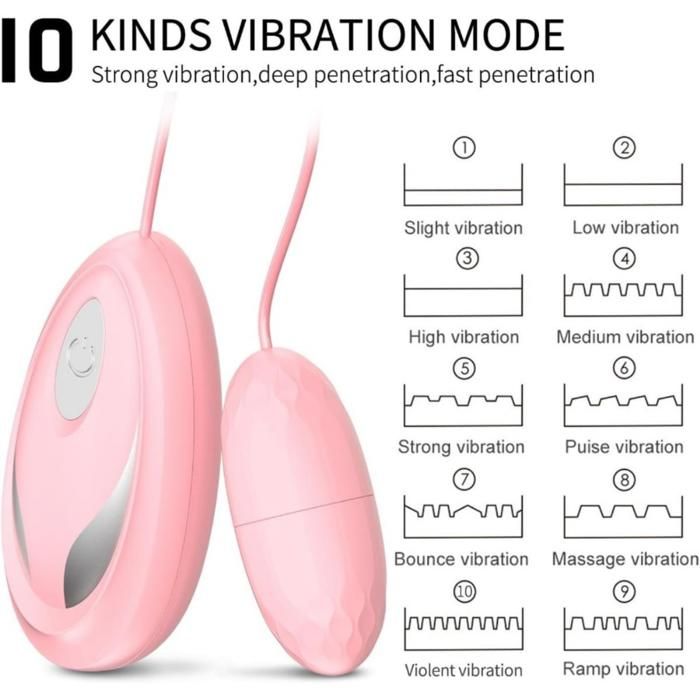 10 KINDS VIBRATION MODE
Strong vibration,deep penetration,fast penetration
① ②
Slight vibration Low vibration
③ ④
High vibration Medium vibration
⑤ ⑥
Strong vibration Puise vibration
⑦ ⑧
Bounce vibration Massage vibration
⑩ ⑨
Violent vibration Ramp vibration